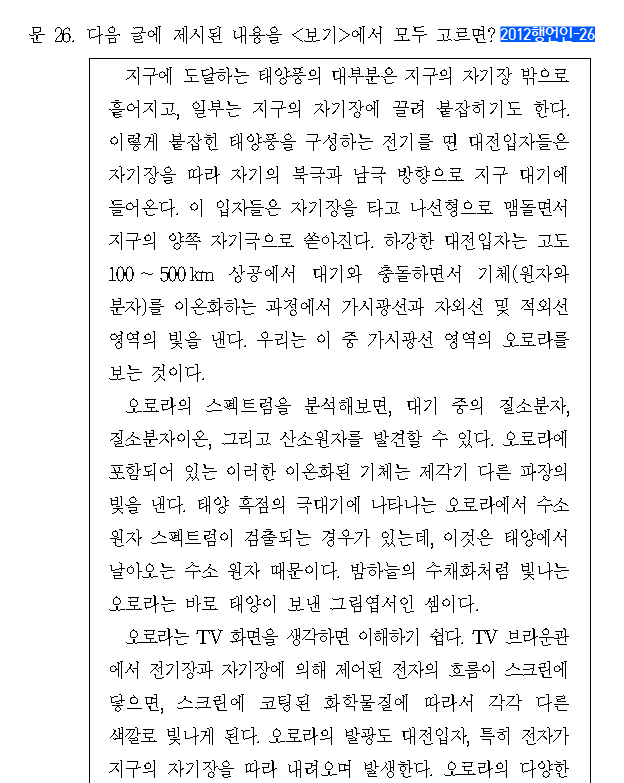 문 26. 다음 글에 제시된 내용을 <보기>에서 모두 고르면? 2012행언인-26
지구에 도달하는 태양풍의 대부분은 지구의 자기장 밖으로
흩어지고, 일부는 지구의 자기장에 끌려 붙잡히기도 한다.
이렇게 붙잡힌 태양풍을 구성하는 전기를 띤 대전입자들은
자기장을 따라 자기의 북극과 남극 방향으로 지구 대기에
들어온다. 이 입자들은 자기장을 타고 나선형으로 맴돌면서
지구의 양쪽 자기극으로 쏟아진다. 하강한 대전입자는 고도
100 ~ 500 km 상공에서 대기와 충돌하면서 기체(원자와
분자)를 이온화하는 과정에서 가시광선과 자외선 및 적외선
영역의 빛을 낸다. 우리는 이 중 가시광선 영역의 오로라를
보는 것이다.
오로라의 스펙트럼을 분석해보면, 대기 중의 질소분자,
질소분자이온, 그리고 산소원자를 발견할 수 있다. 오로라에
포함되어 있는 이러한 이온화된 기체는 제각기 다른 파장의
빛을 낸다. 태양 흑점의 극대기에 나타나는 오로라에서 수소
원자 스펙트럼이 검출되는 경우가 있는데, 이것은 태양에서
날아오는 수소 원자 때문이다. 밤하늘의 수채화처럼 빛나는
오로라는 바로 태양이 보낸 그림엽서인 셈이다.
오로라는 TV 화면을 생각하면 이해하기 쉽다. TV 브라운관
에서 전기장과 자기장에 의해 제어된 전자의 흐름이 스크린에
닿으면, 스크린에 코팅된 화학물질에 따라서 각각 다른
색깔로 빛나게 된다. 오로라의 발광도 대전입자, 특히 전자가
지구의 자기장을 따라 내려오며 발생한다. 오로라의 다양한